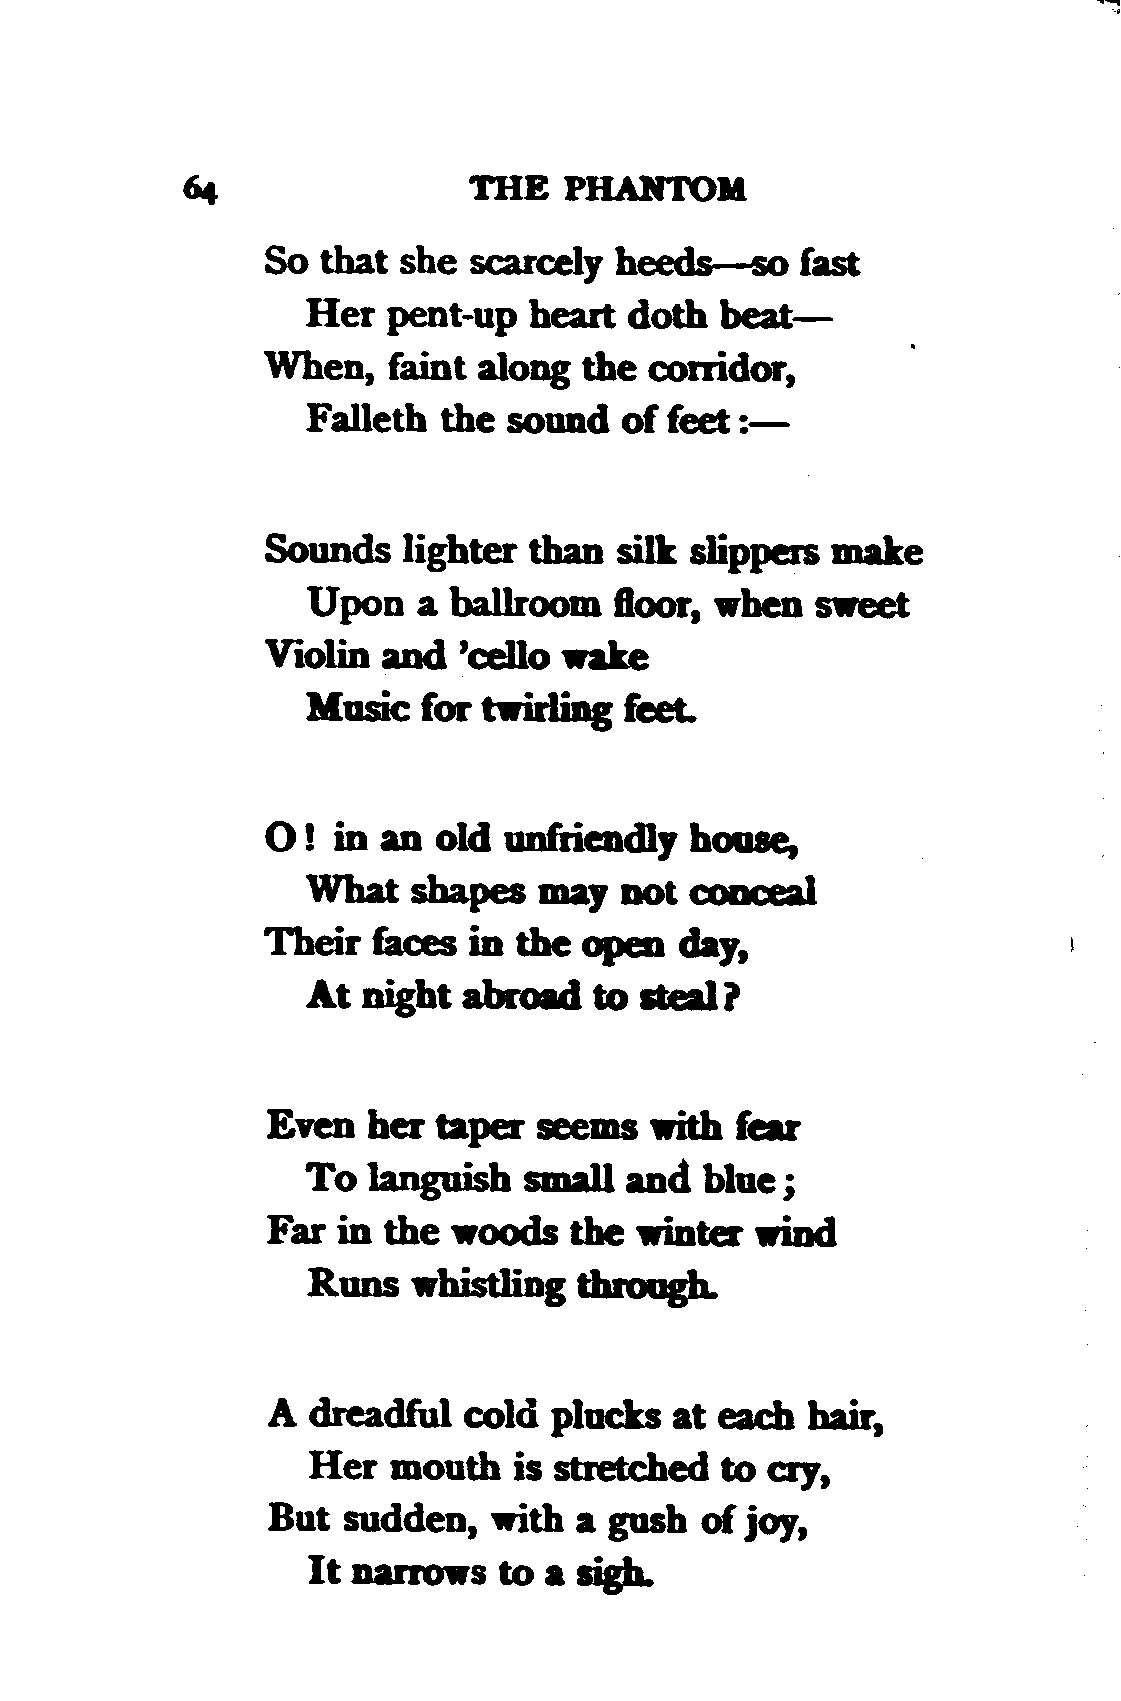 64 THE PHANTOM
So that she scarcely heeds—so fast
Her pent-up heart doth beat—
When, faint along the corridor,
Falleth the sound of feet :—
Sounds lighter than silk slippers make
Upon a ballroom floor, when sweet
Violin and ’cello wake
Music for twirling feet.
O ! in an old unfriendly house,
What shapes may not conceal
Their faces in the open day,
At night abroad to steal ?
Even her taper seems with fear
To languish small and blue ;
Far in the woods the winter wind
Runs whistling through.
A dreadful cold plucks at each hair,
Her mouth is stretched to cry,
But sudden, with a gush of joy,
It narrows to a sigh.